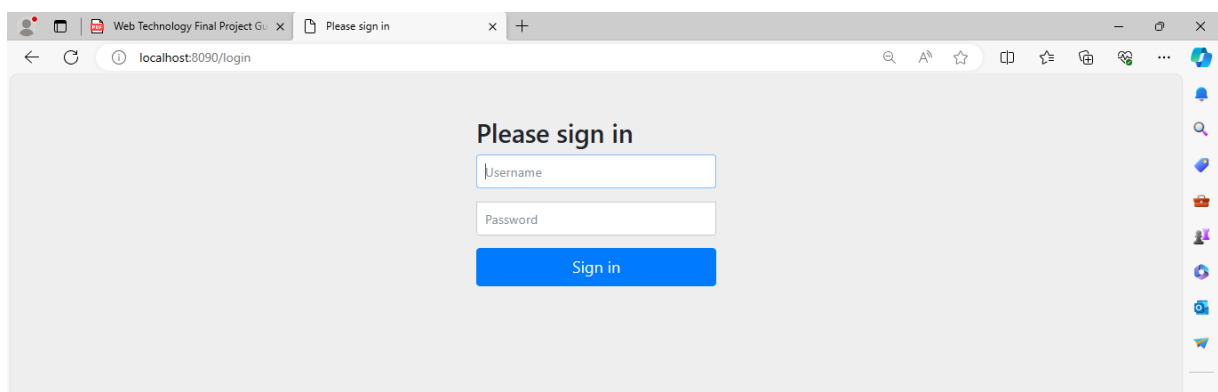 Web Technology Final Project Gu
Please sign in
localhost:8090/login
Please sign in
Username
Password
Sign in